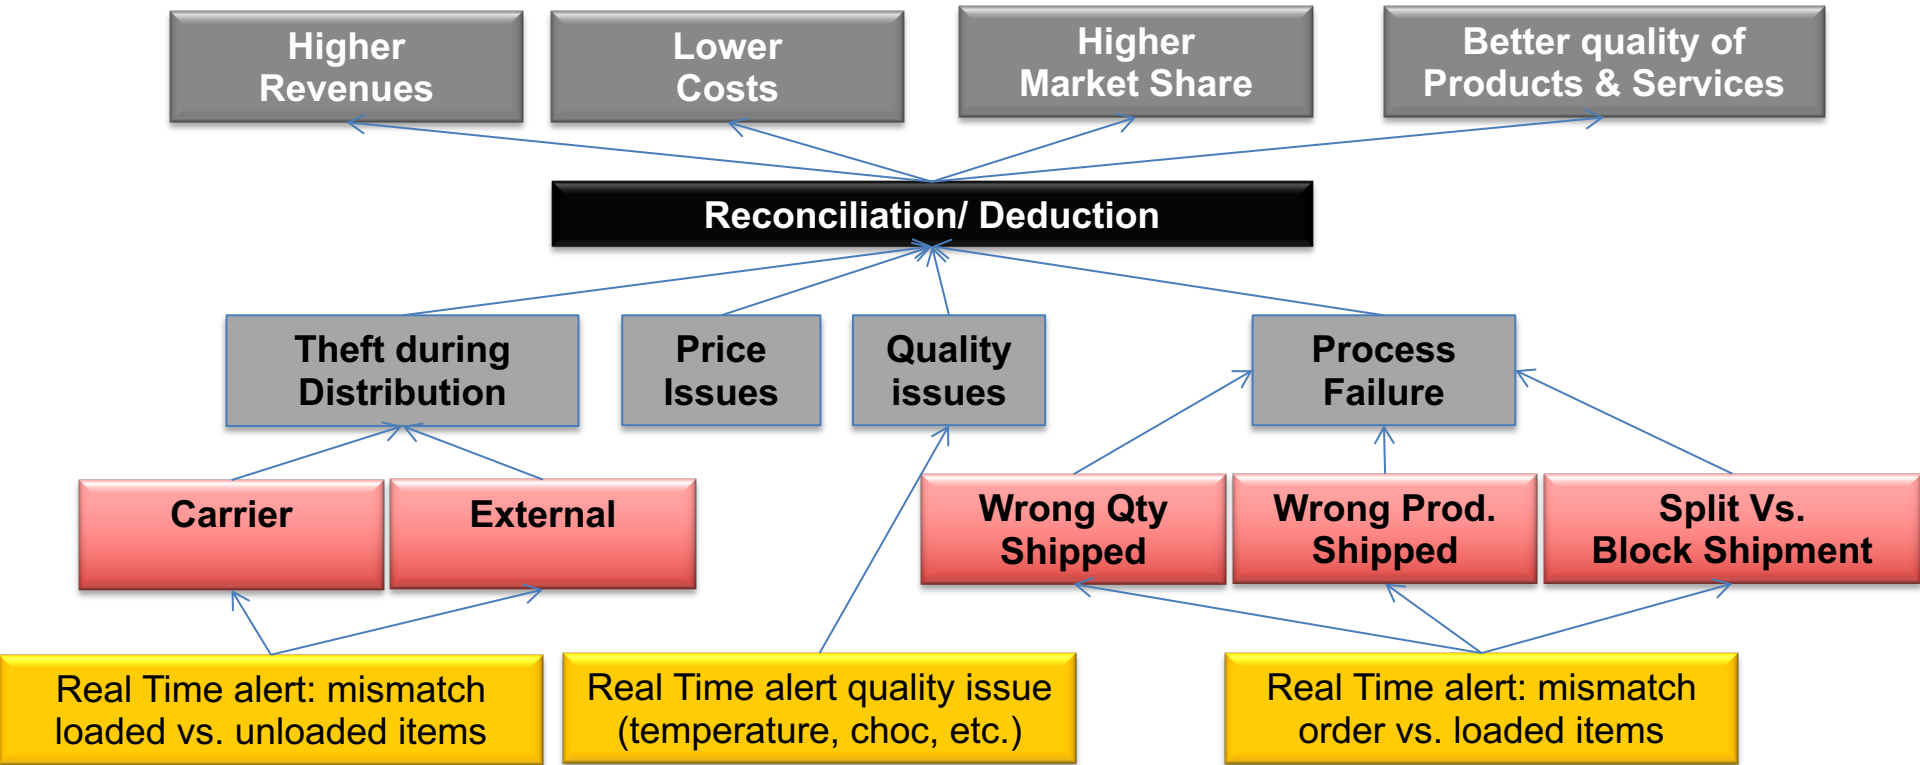 Higher
Revenues
Lower
Costs
Higher
Market Share
Better quality of
Products & Services
Reconciliation/ Deduction
Theft during
Distribution
Price
Issues
Quality
issues
Process
Failure
Carrier
External
Wrong Qty
Shipped
Wrong Prod.
Shipped
Split Vs.
Block Shipment
Real Time alert: mismatch
loaded vs. unloaded items
Real Time alert quality issue
(temperature, choc, etc.)
Real Time alert: mismatch
order vs. loaded items